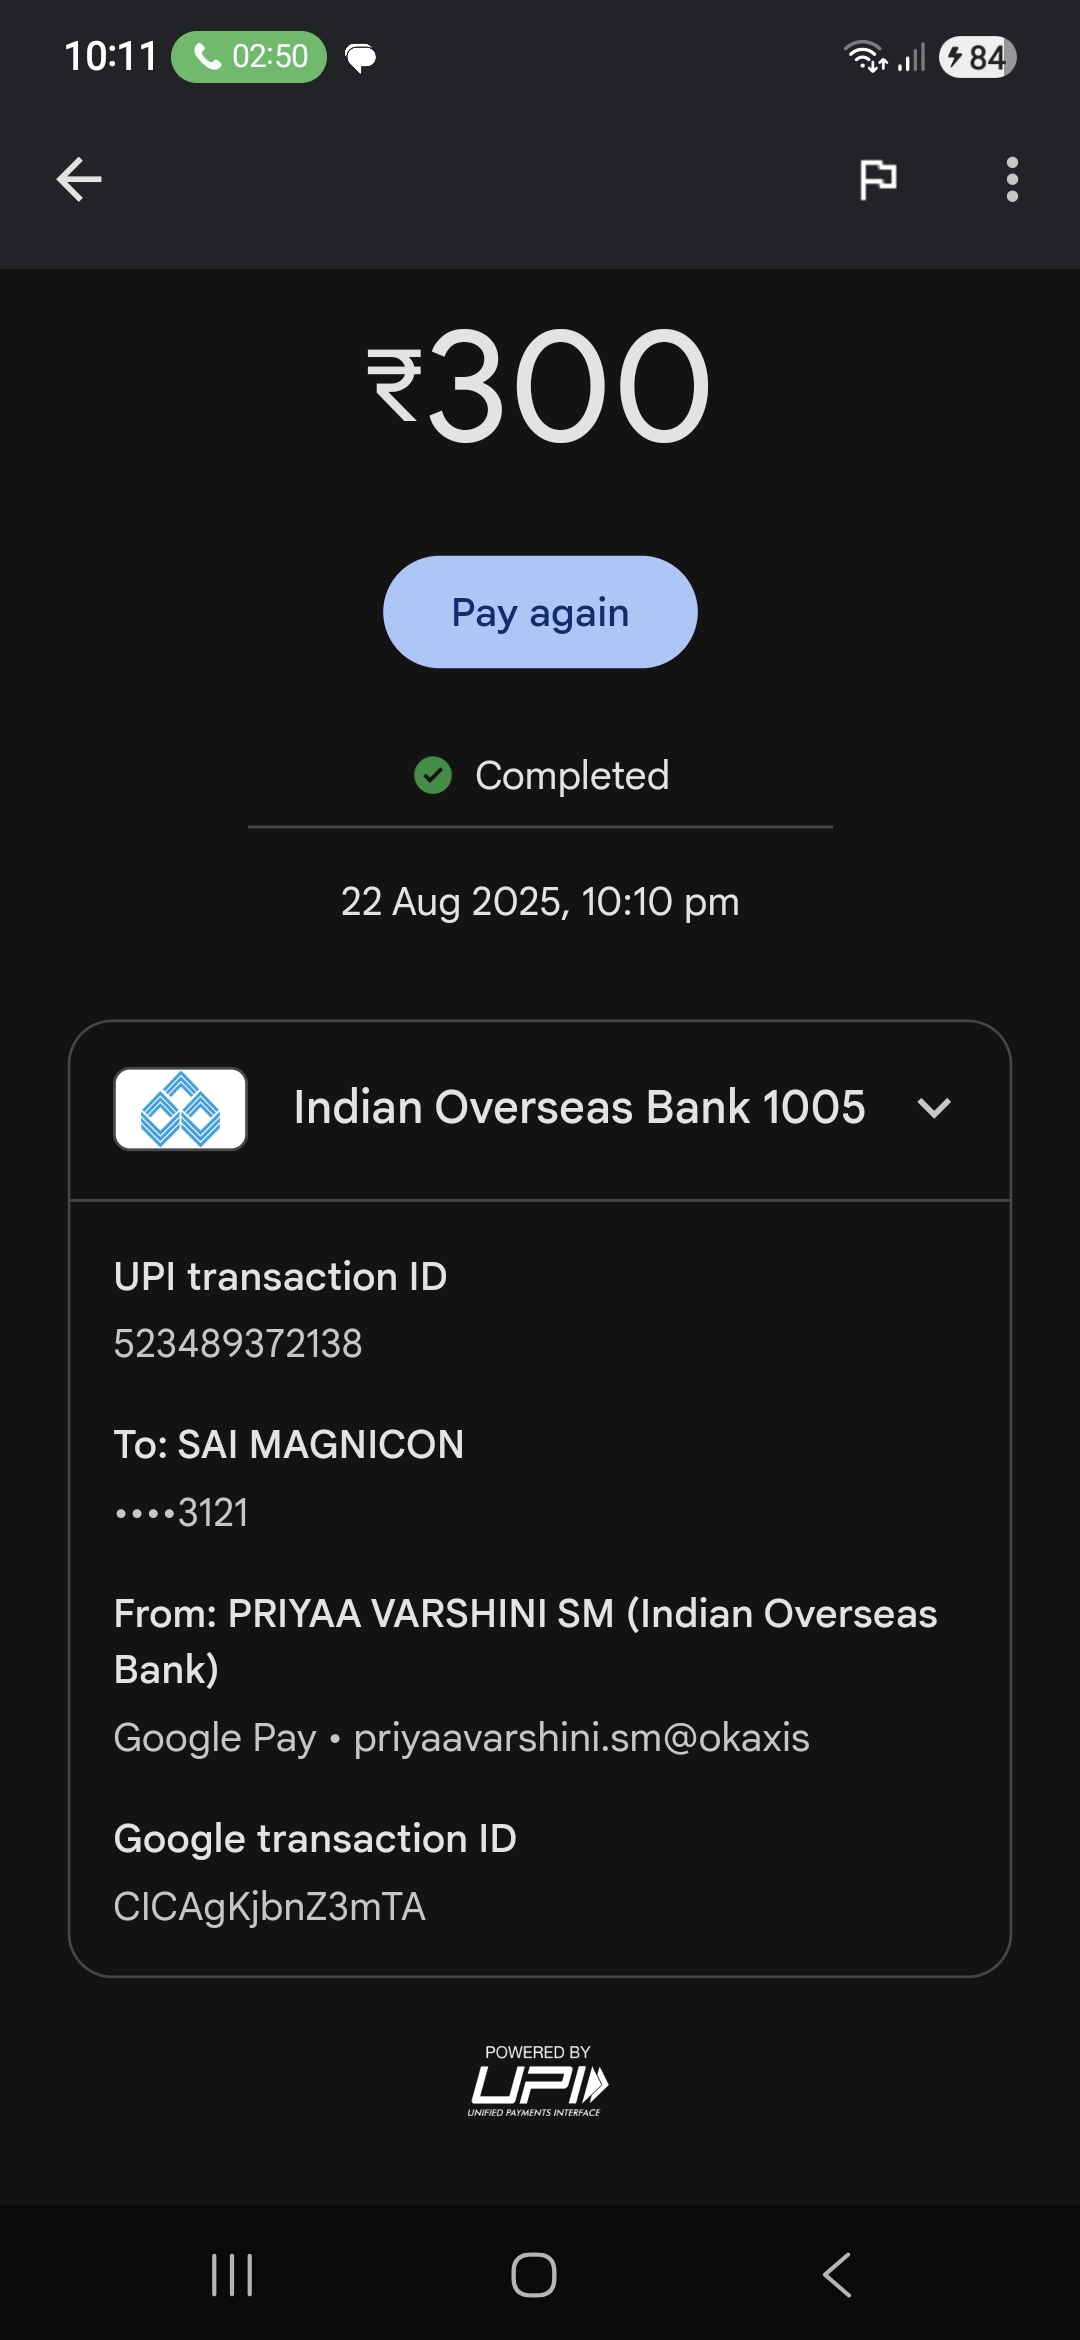 10:11 02:50 84
₹300
Pay again
Completed
22 Aug 2025, 10:10 pm
Indian Overseas Bank 1005
UPI transaction ID
523489372138
To: SAI MAGNICON
••••3121
From: PRIYAA VARSHINI SM (Indian Overseas
Bank)
Google Pay • priyaavarshini.sm@okaxis
Google transaction ID
CICAgKjbnZ3mTA
POWERED BY
UPI
UNIFIED PAYMENTS INTERFACE